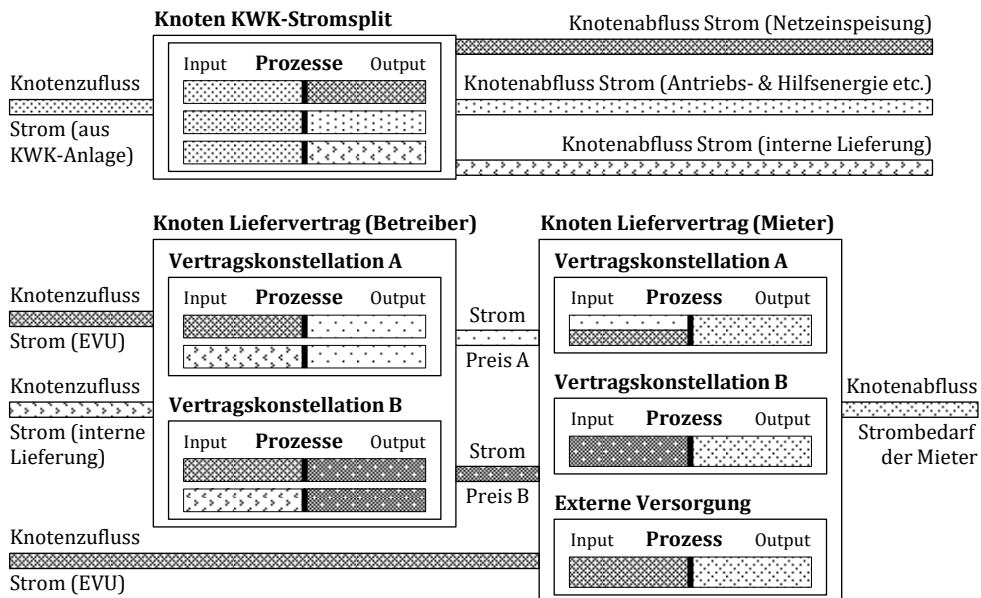 Knoten KWK-Stromsplit
Input Prozesse Output
Knotenzufluss
Strom (aus
KWK-Anlage)
Knotenabfluss Strom (Netzeinspeisung)
Knotenabfluss Strom (Antriebs- & Hilfsenergie etc.)
Knotenabfluss Strom (interne Lieferung)
Knoten Liefervertrag (Betreiber)
Vertragskonstellation A
Input Prozesse Output
Knotenzufluss
Strom (EVU)
Knotenzufluss
Strom (interne
Lieferung)
Vertragskonstellation B
Input Prozesse Output
Knotenzufluss
Strom (EVU)
Strom
Preis A
Strom
Preis B
Knoten Liefervertrag (Mieter)
Vertragskonstellation A
Input Prozess Output
Vertragskonstellation B
Input Prozess Output
Externe Versorgung
Input Prozess Output
Knotenabfluss
Strombedarf
der Mieter